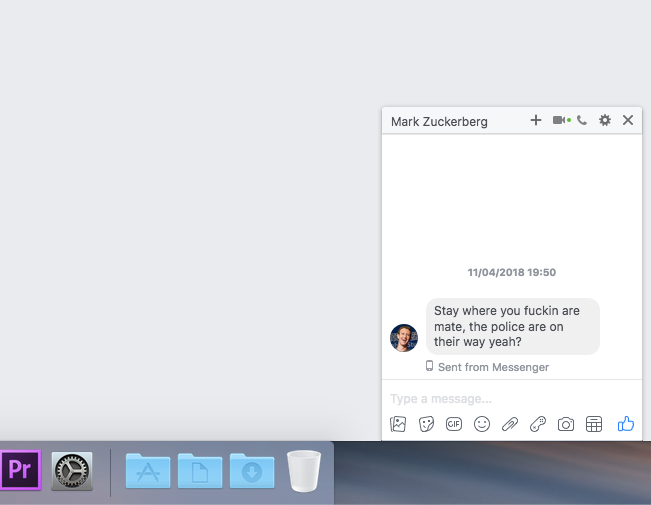 Mark Zuckerberg
11/04/2018 19:50
Stay where you fuckin are
mate, the police are on
their way yeah?
Sent from Messenger
Type a message...
GIF
Pr